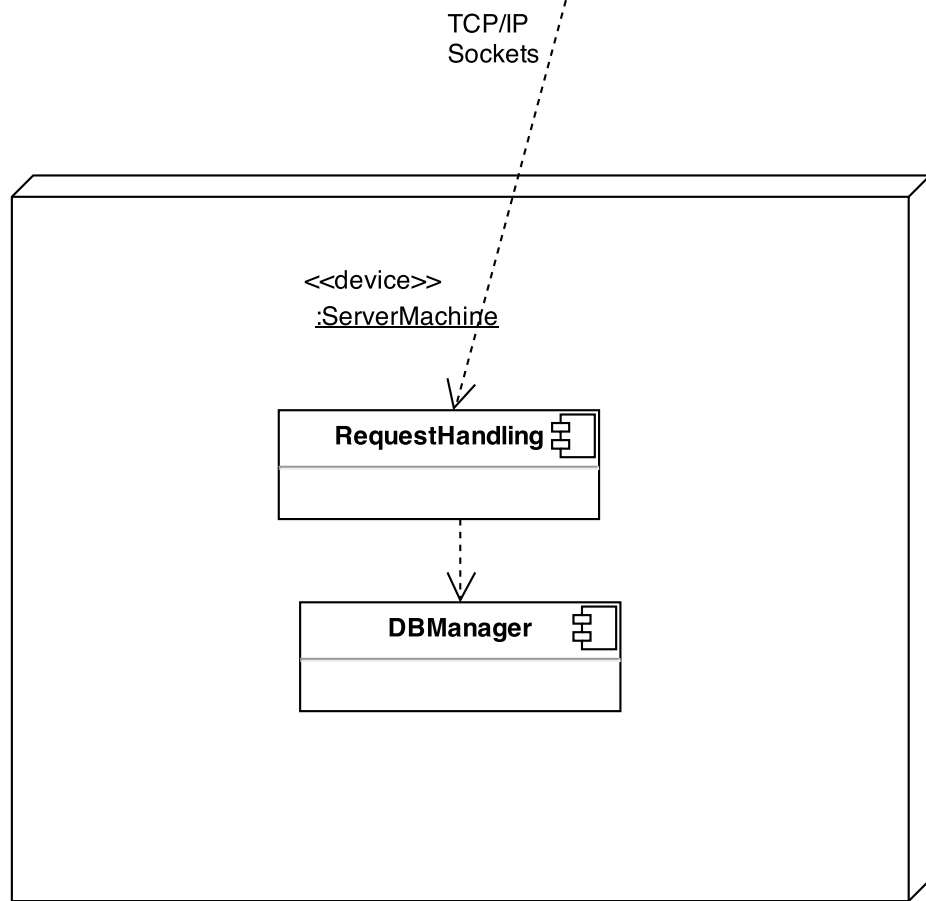 TCP/IP
Sockets
<<device>>
:ServerMachine
RequestHandling
DBManager